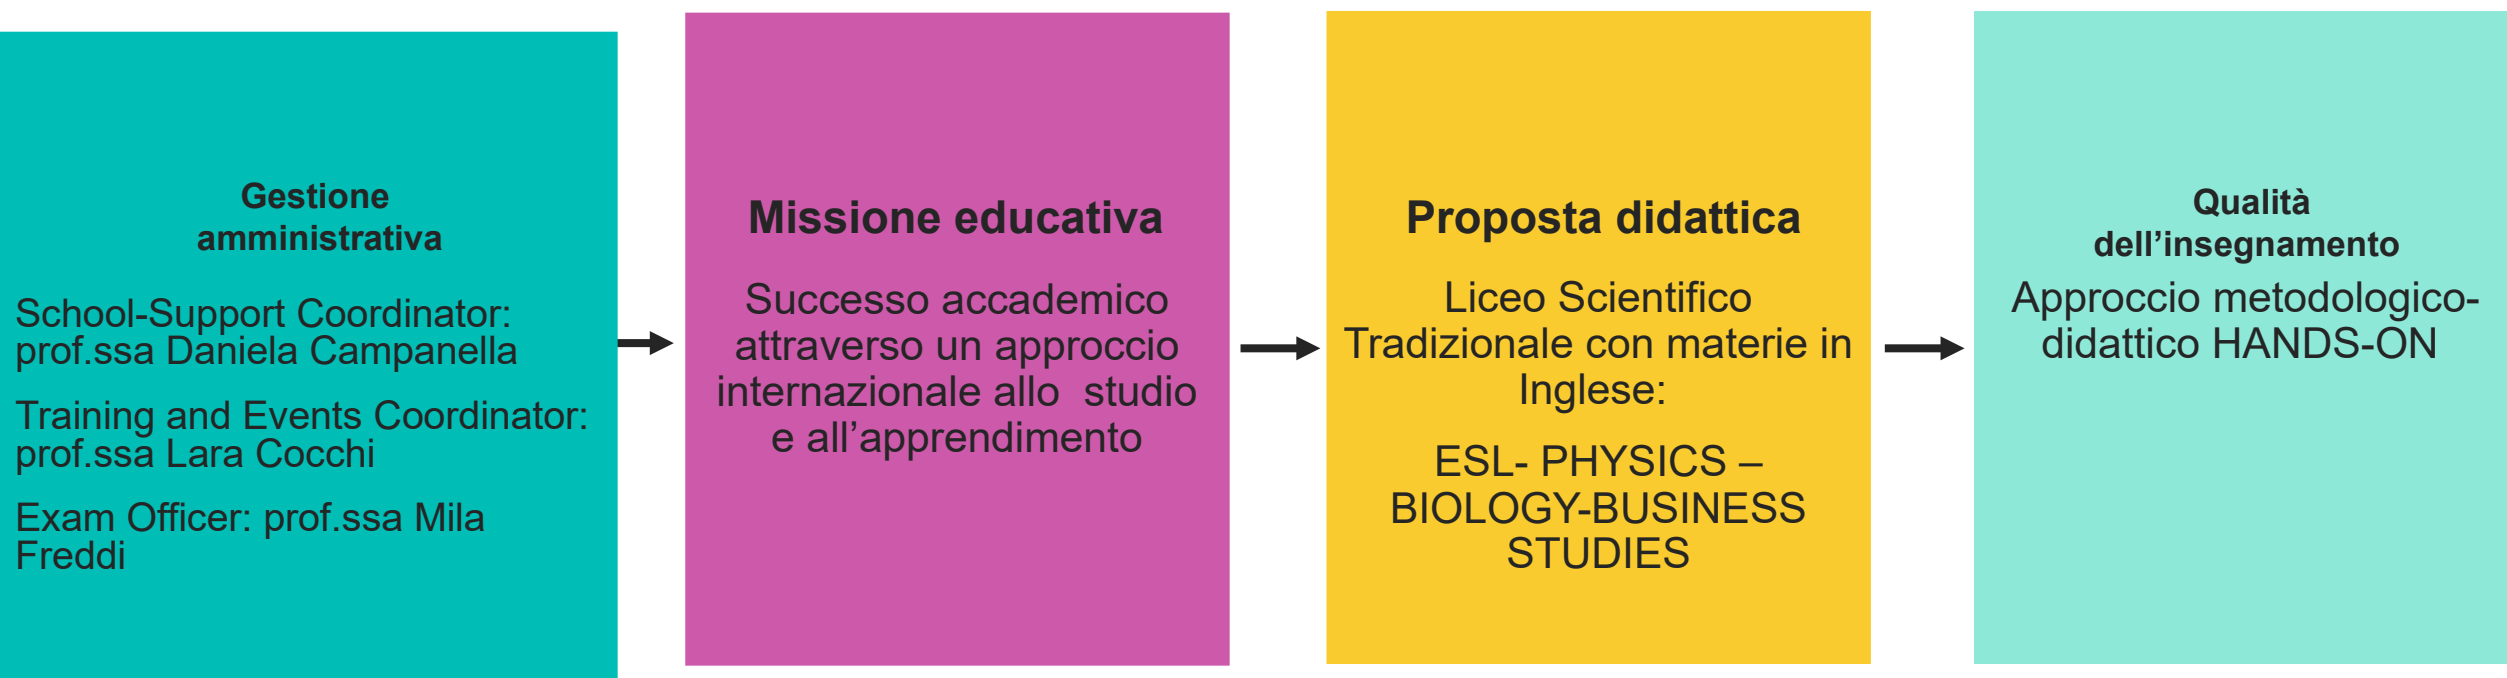 Gestione
amministrativa
School-Support Coordinator:
prof.ssa Daniela Campanella
Training and Events Coordinator:
prof.ssa Lara Cocchi
Exam Officer: prof.ssa Mila
Freddi
Missione educativa
Successo accademico
attraverso un approccio
internazionale allo  studio
e all’apprendimento
Proposta didattica
Liceo Scientifico
Tradizionale con materie in
Inglese:
ESL- PHYSICS –
BIOLOGY-BUSINESS
STUDIES
Qualità
dell’insegnamento
Approccio metodologico-
didattico HANDS-ON